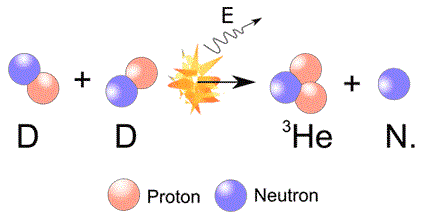 E
D + D → ³He + N.
Proton Neutron